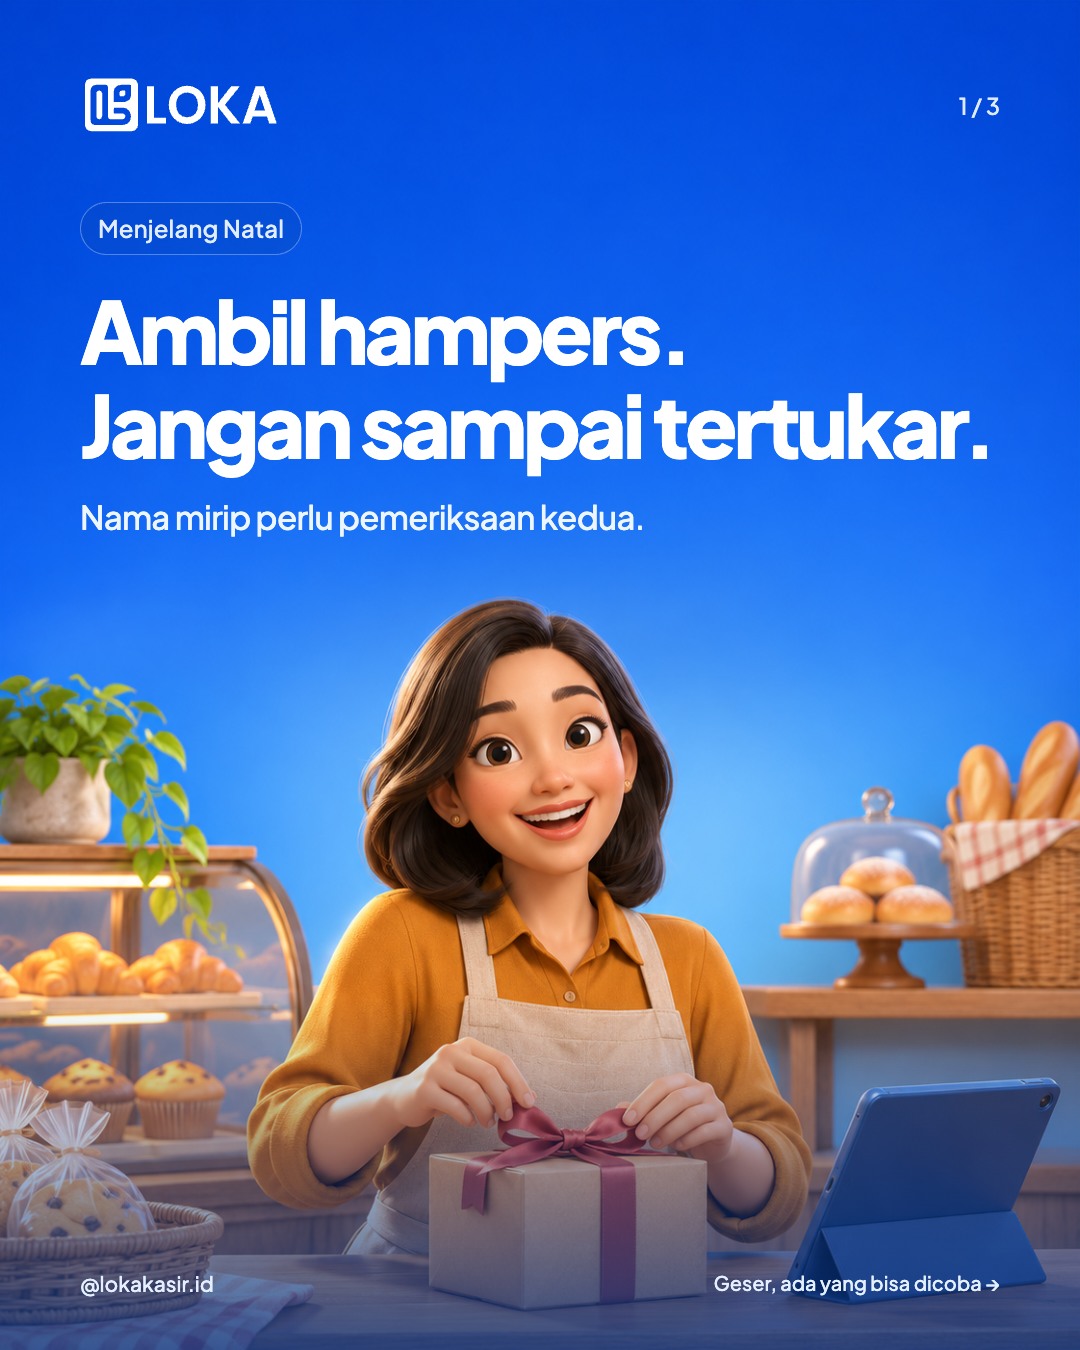 LOKA
1 / 3
Menjelang Natal
Ambil hampers.
Jangan sampai tertukar.
Nama mirip perlu pemeriksaan kedua.
@lokakasir.id
Geser, ada yang bisa dicoba →